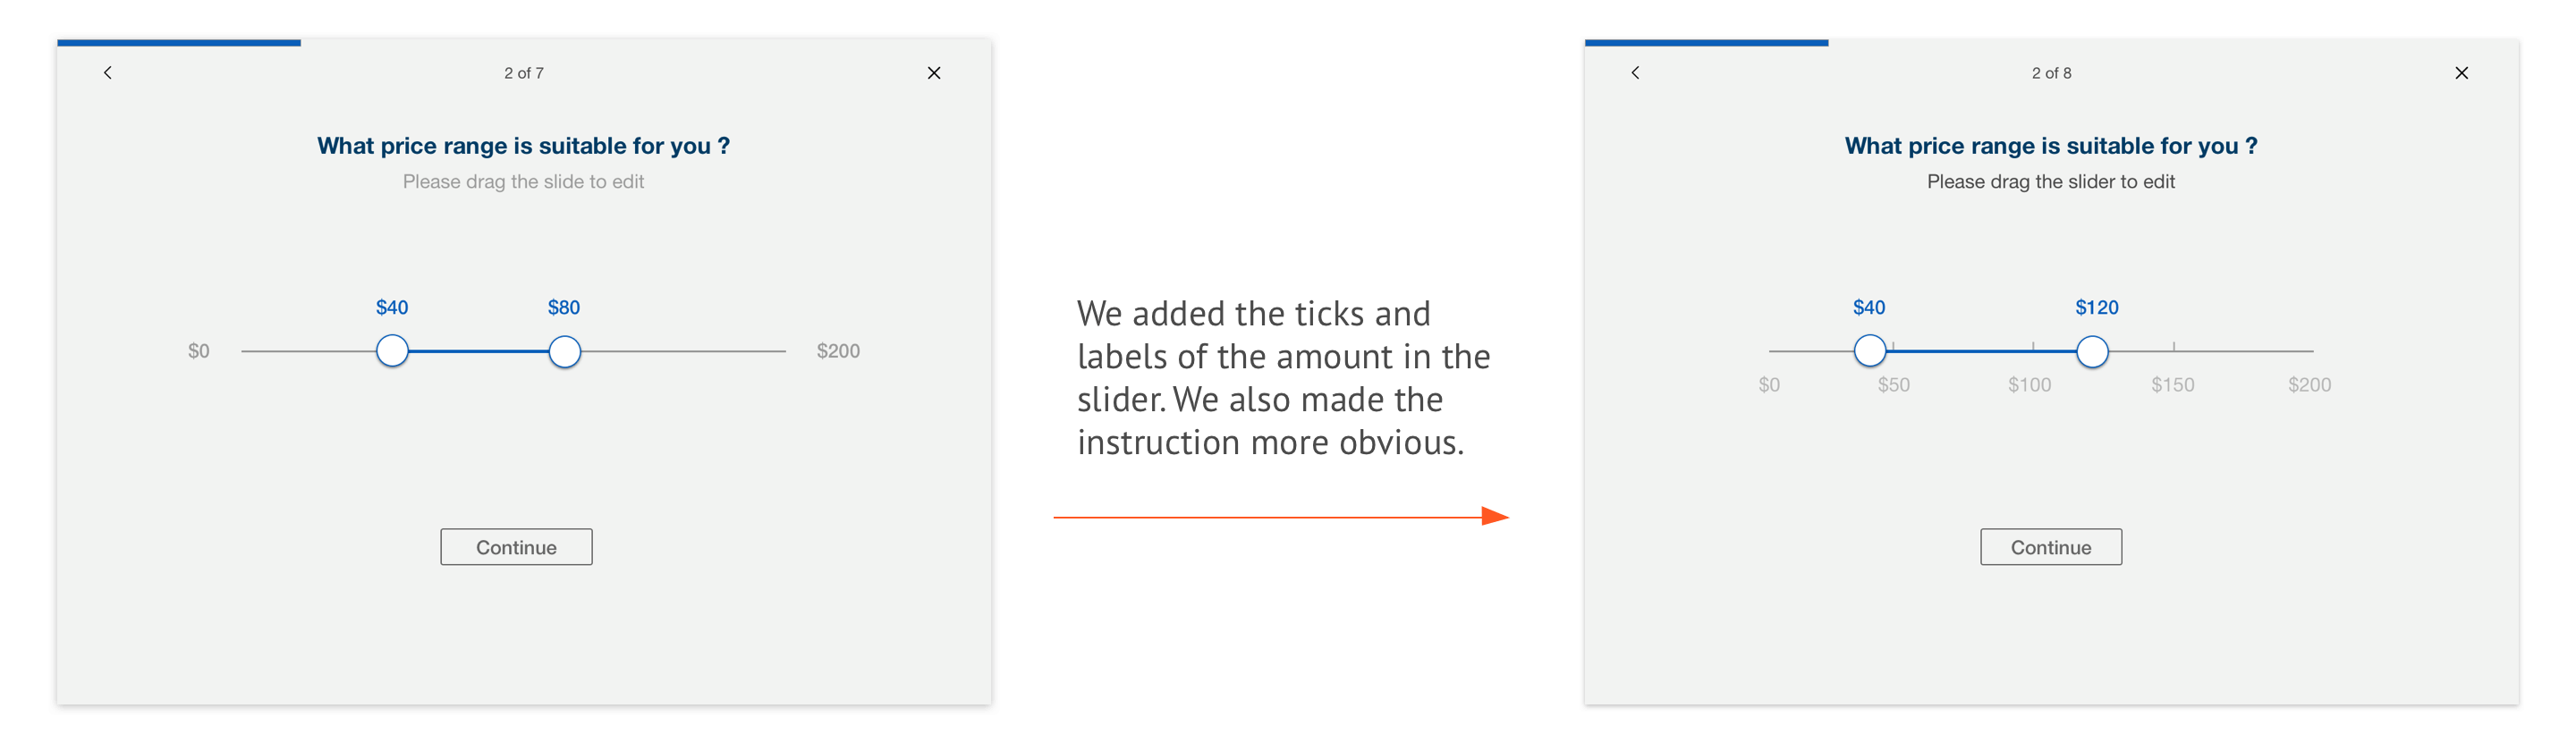 2 of 7
What price range is suitable for you ?
Please drag the slide to edit
$40 $80
$0 $200
Continue
We added the ticks and
labels of the amount in the
slider. We also made the
instruction more obvious.
2 of 8
What price range is suitable for you ?
Please drag the slider to edit
$40 $120
$0 $50 $100 $150 $200
Continue